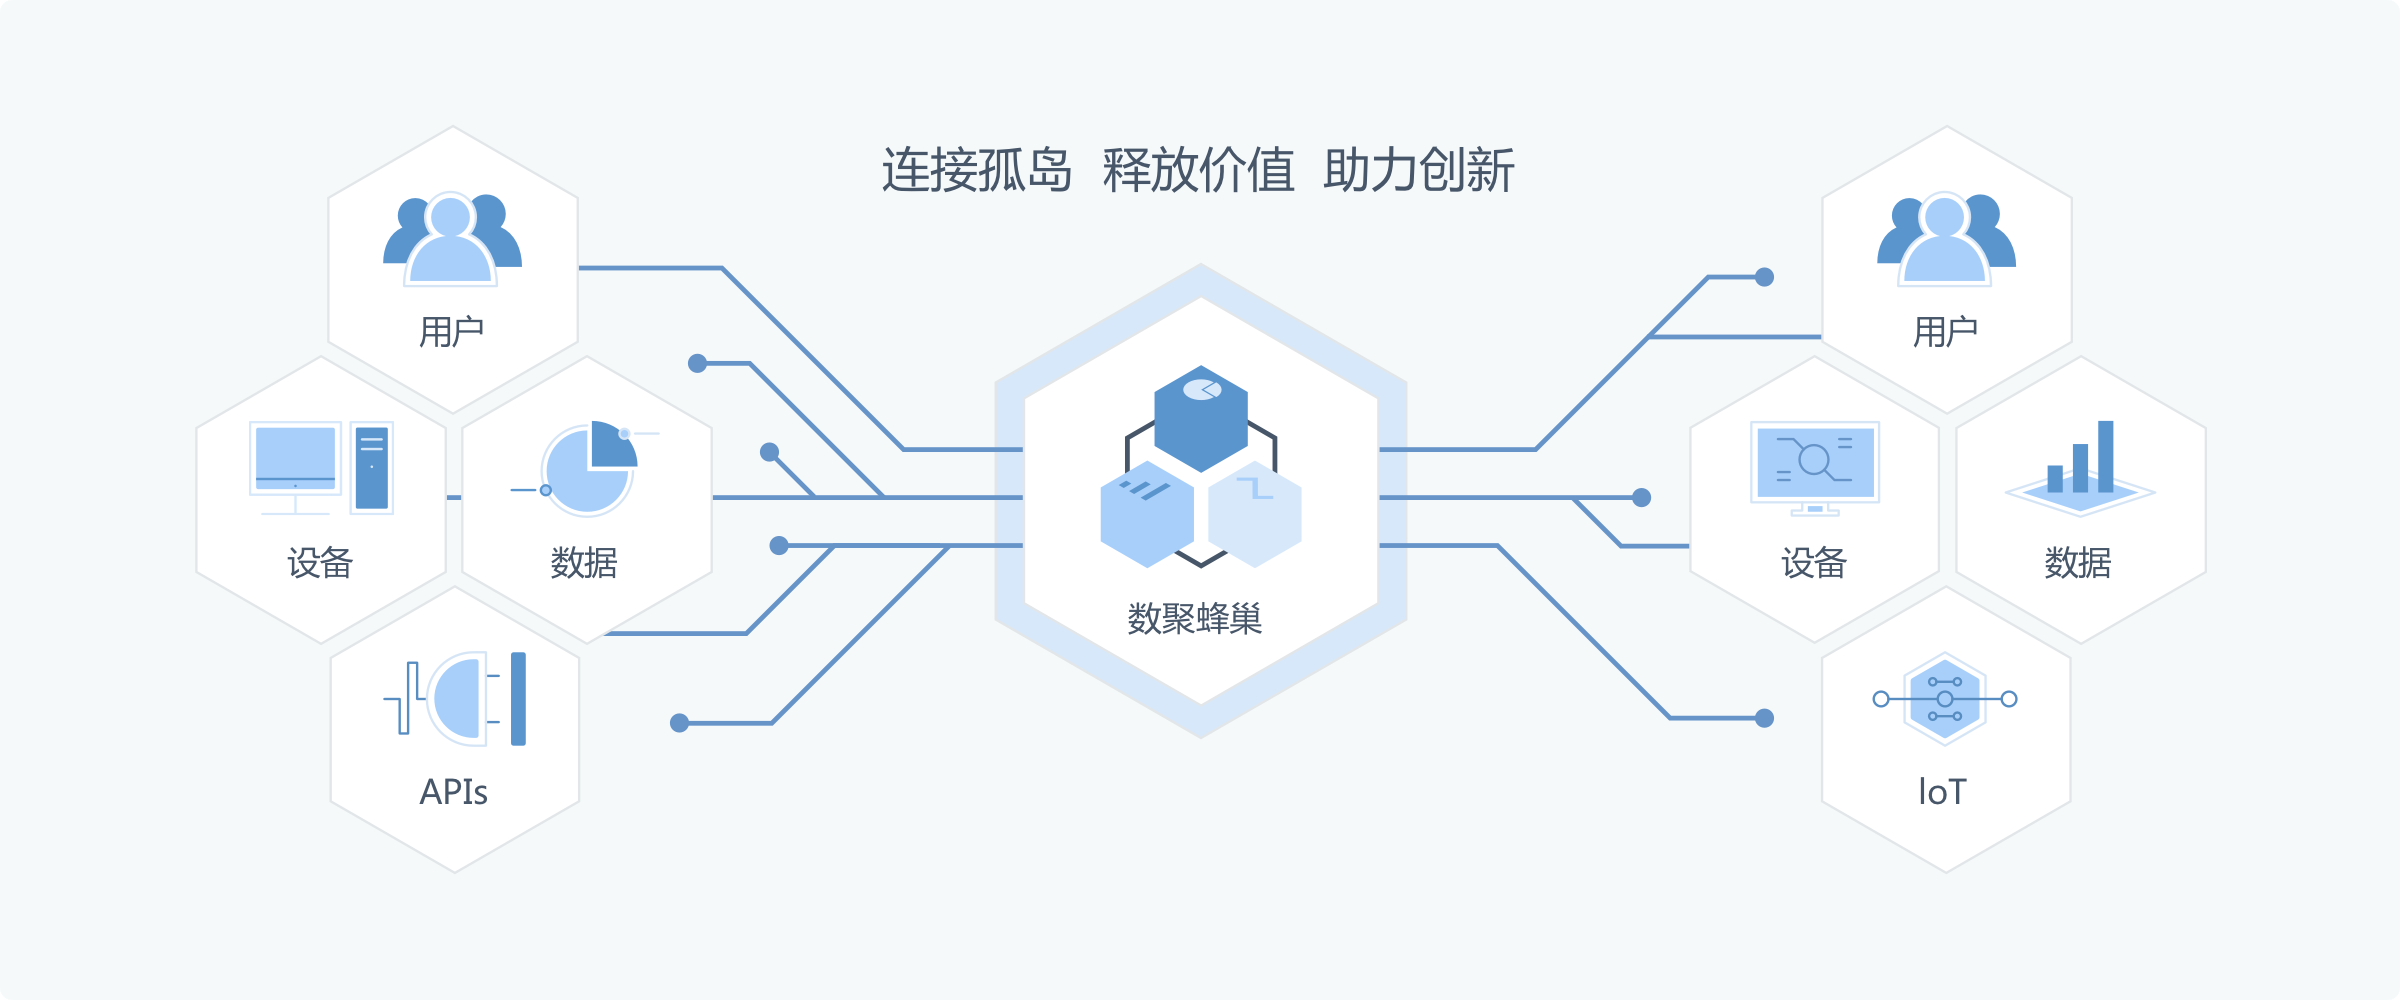 连接孤岛 释放价值 助力创新
用户
设备
数据
APIs
数聚蜂巢
用户
设备
数据
IoT